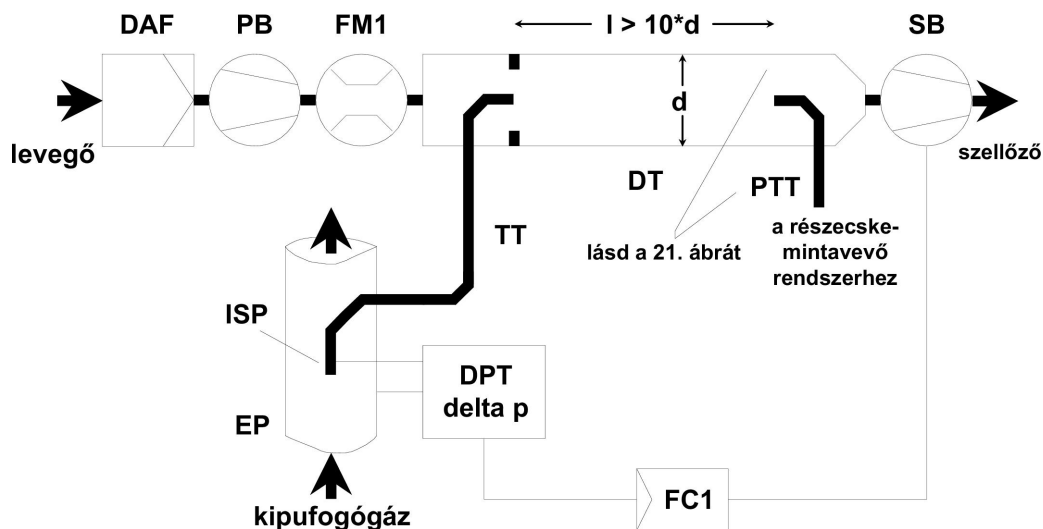 DAF
PB
FM1
l > 10*d
SB
levegő
d
szellőző
DT
PTT
TT
lásd a 21. ábrát
a részecske-
mintavevő
rendszerhez
ISP
DPT
delta p
EP
FC1
kipufogógáz